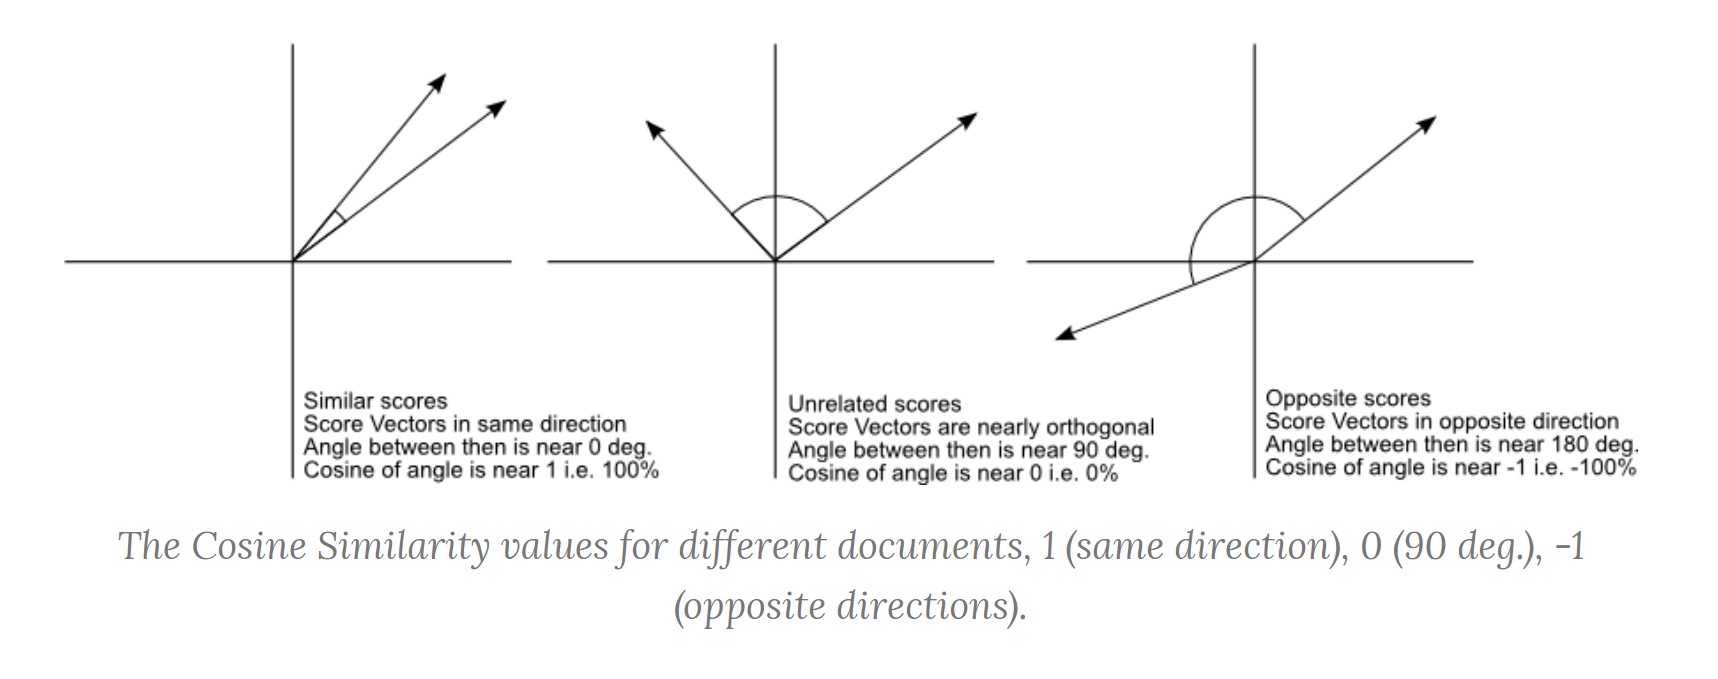 Similar scores
Score Vectors in same direction
Angle between then is near 0 deg.
Cosine of angle is near 1 i.e. 100%
Unrelated scores
Score Vectors are nearly orthogonal
Angle between then is near 90 deg.
Cosine of angle is near 0 i.e. 0%
Opposite scores
Score Vectors in opposite direction
Angle between then is near 180 deg.
Cosine of angle is near -1 i.e. -100%
The Cosine Similarity values for different documents, 1 (same direction), 0 (90 deg.), -1
(opposite directions).